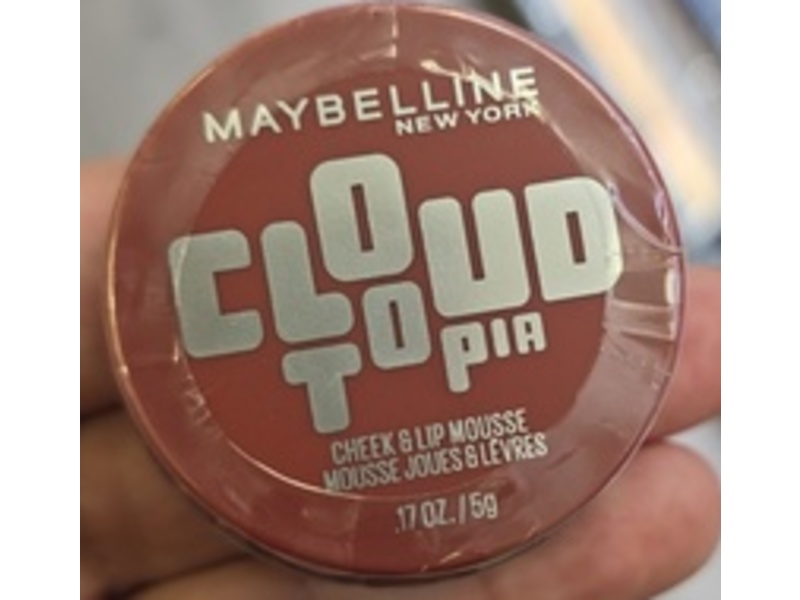 MAYBELLINE
NEW YORK
CLOUD
TOPIA
CHEEK & LIP MOUSSE
MOUSSE JOUES & LÈVRES
.17 OZ. / 5g